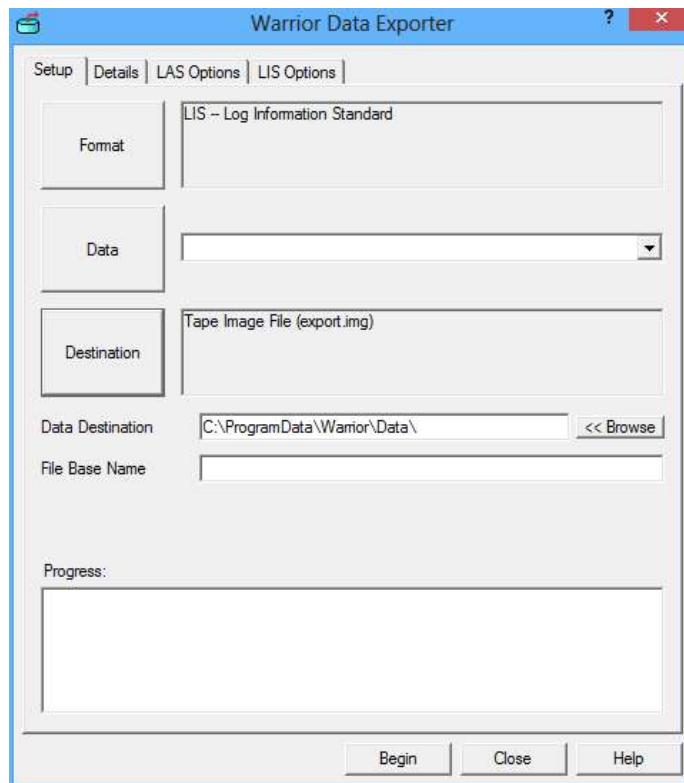 Warrior Data Exporter
?
Setup Details LAS Options LIS Options
Format
LIS -- Log Information Standard
Data
Destination
Tape Image File (export.img)
Data Destination
C:\ProgramData\Warrior\Data\
<< Browse
File Base Name
Progress:
Begin Close Help